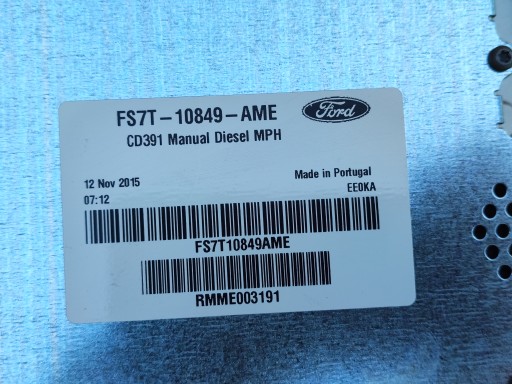 FS7T-10849-AME
Ford
CD391 Manual Diesel MPH
12 Nov 2015
Made in Portugal
07:12
EE0KA
FS7T10849AME
RMME003191